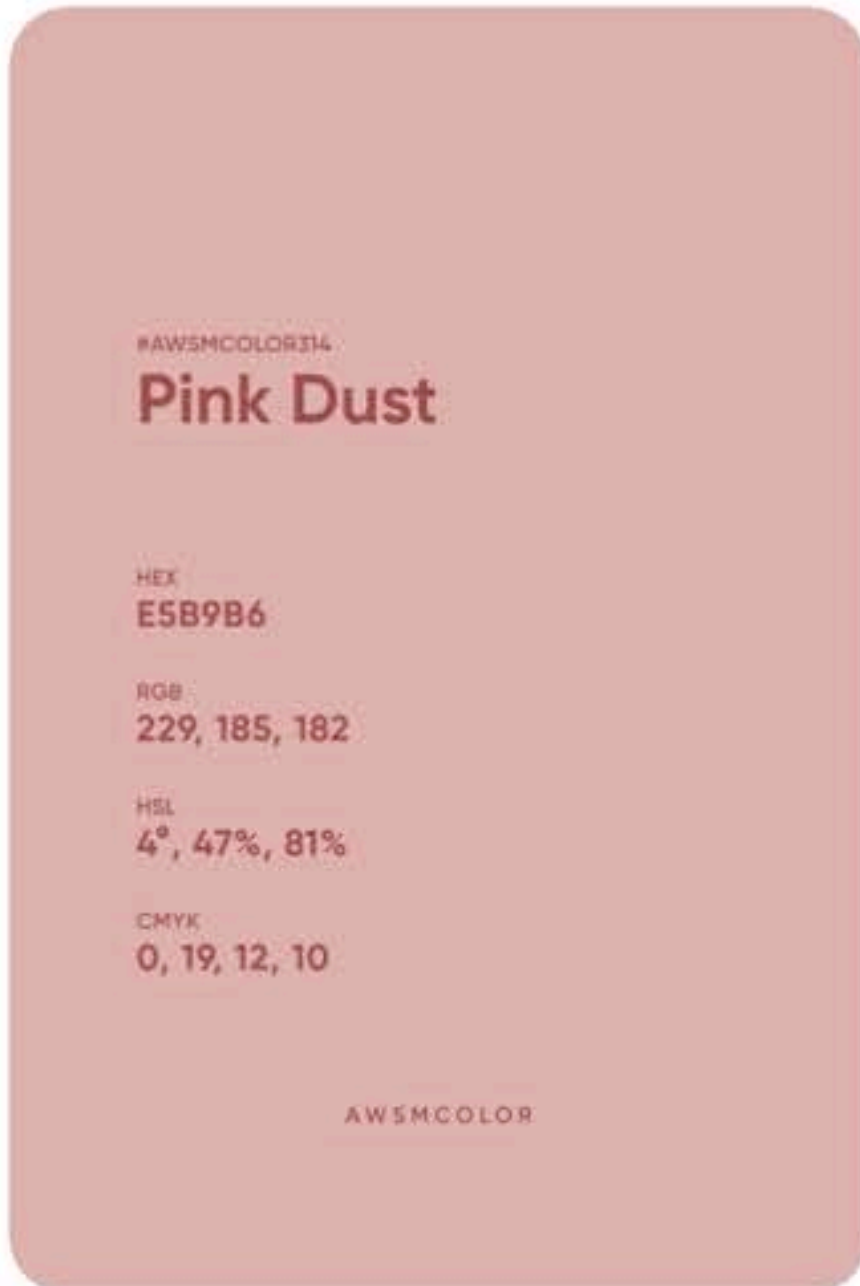 #AWSMCOLOR314
Pink Dust
HEX
E5B9B6
RGB
229, 185, 182
HSL
4°, 47%, 81%
CMYK
0, 19, 12, 10
AWSMCOLOR